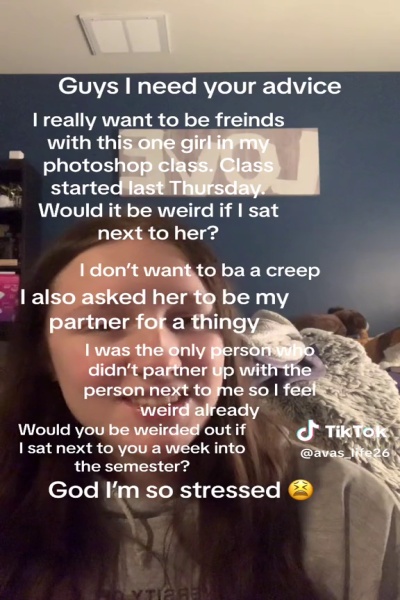 Guys I need your advice
I really want to be freinds
with this one girl in my
photoshop class. Class
started last Thursday.
Would it be weird if I sat
next to her?
I don't want to ba a creep
I also asked her to be my
partner for a thingy
I was the only person who
didn't partner up with the
person next to me so I feel
weird already
Would you be weirded out if
I sat next to you a week into
the semester?
God I'm so stressed 😫
TikTok
@avas_life26